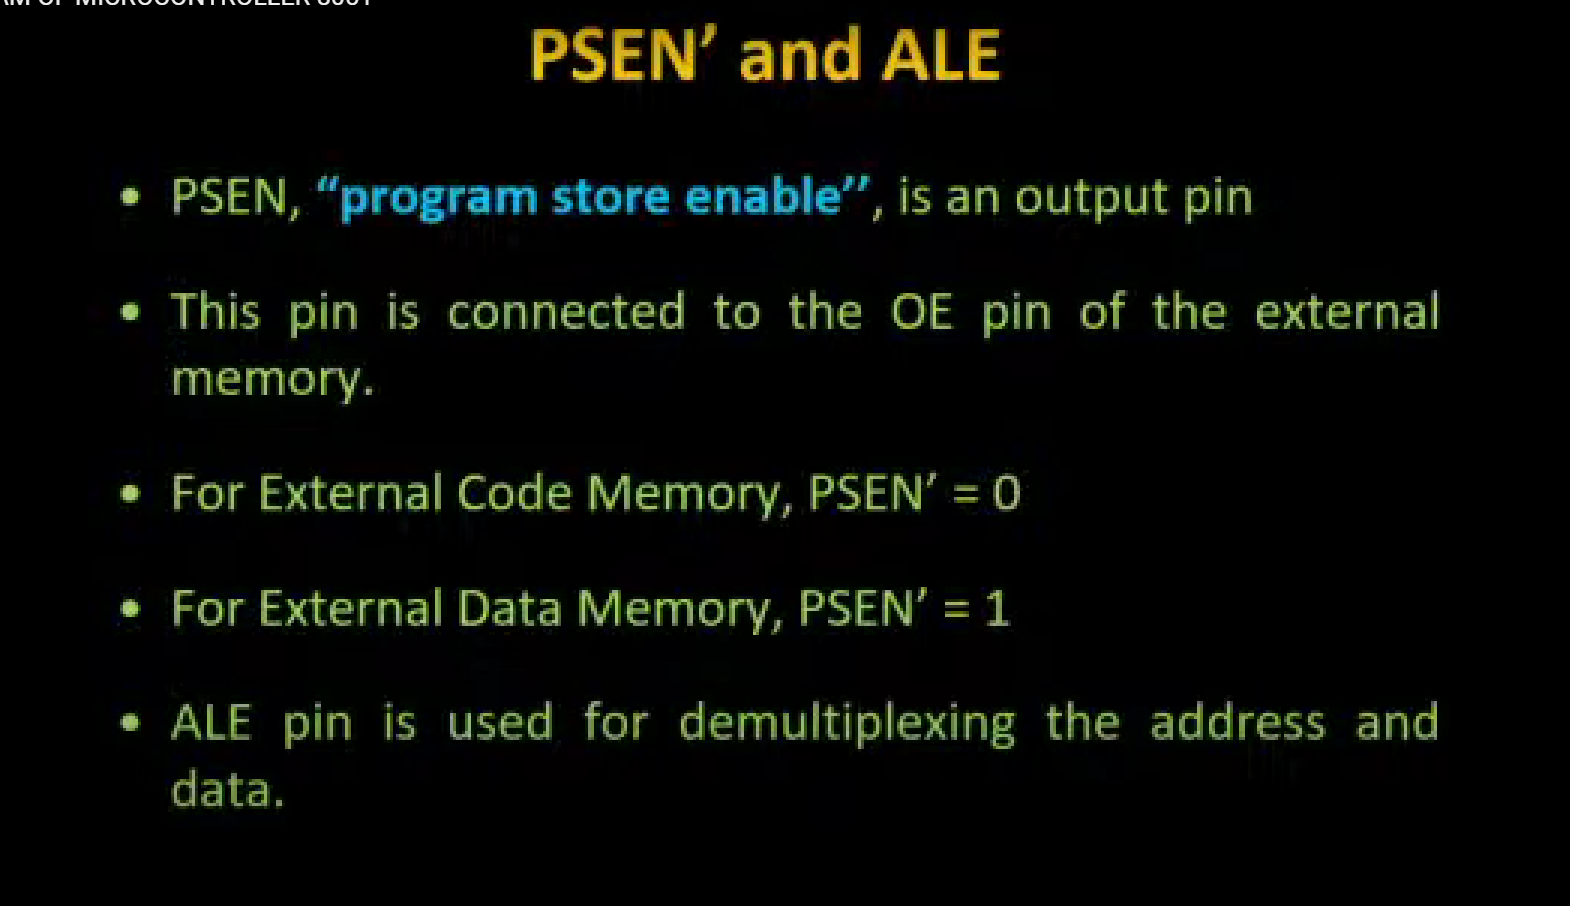 PSEN’ and ALE
• PSEN, “program store enable’’, is an output pin
• This pin is connected to the OE pin of the external
memory.
• For External Code Memory, PSEN’ = 0
• For External Data Memory, PSEN’ = 1
• ALE pin is used for demultiplexing the address and
data.